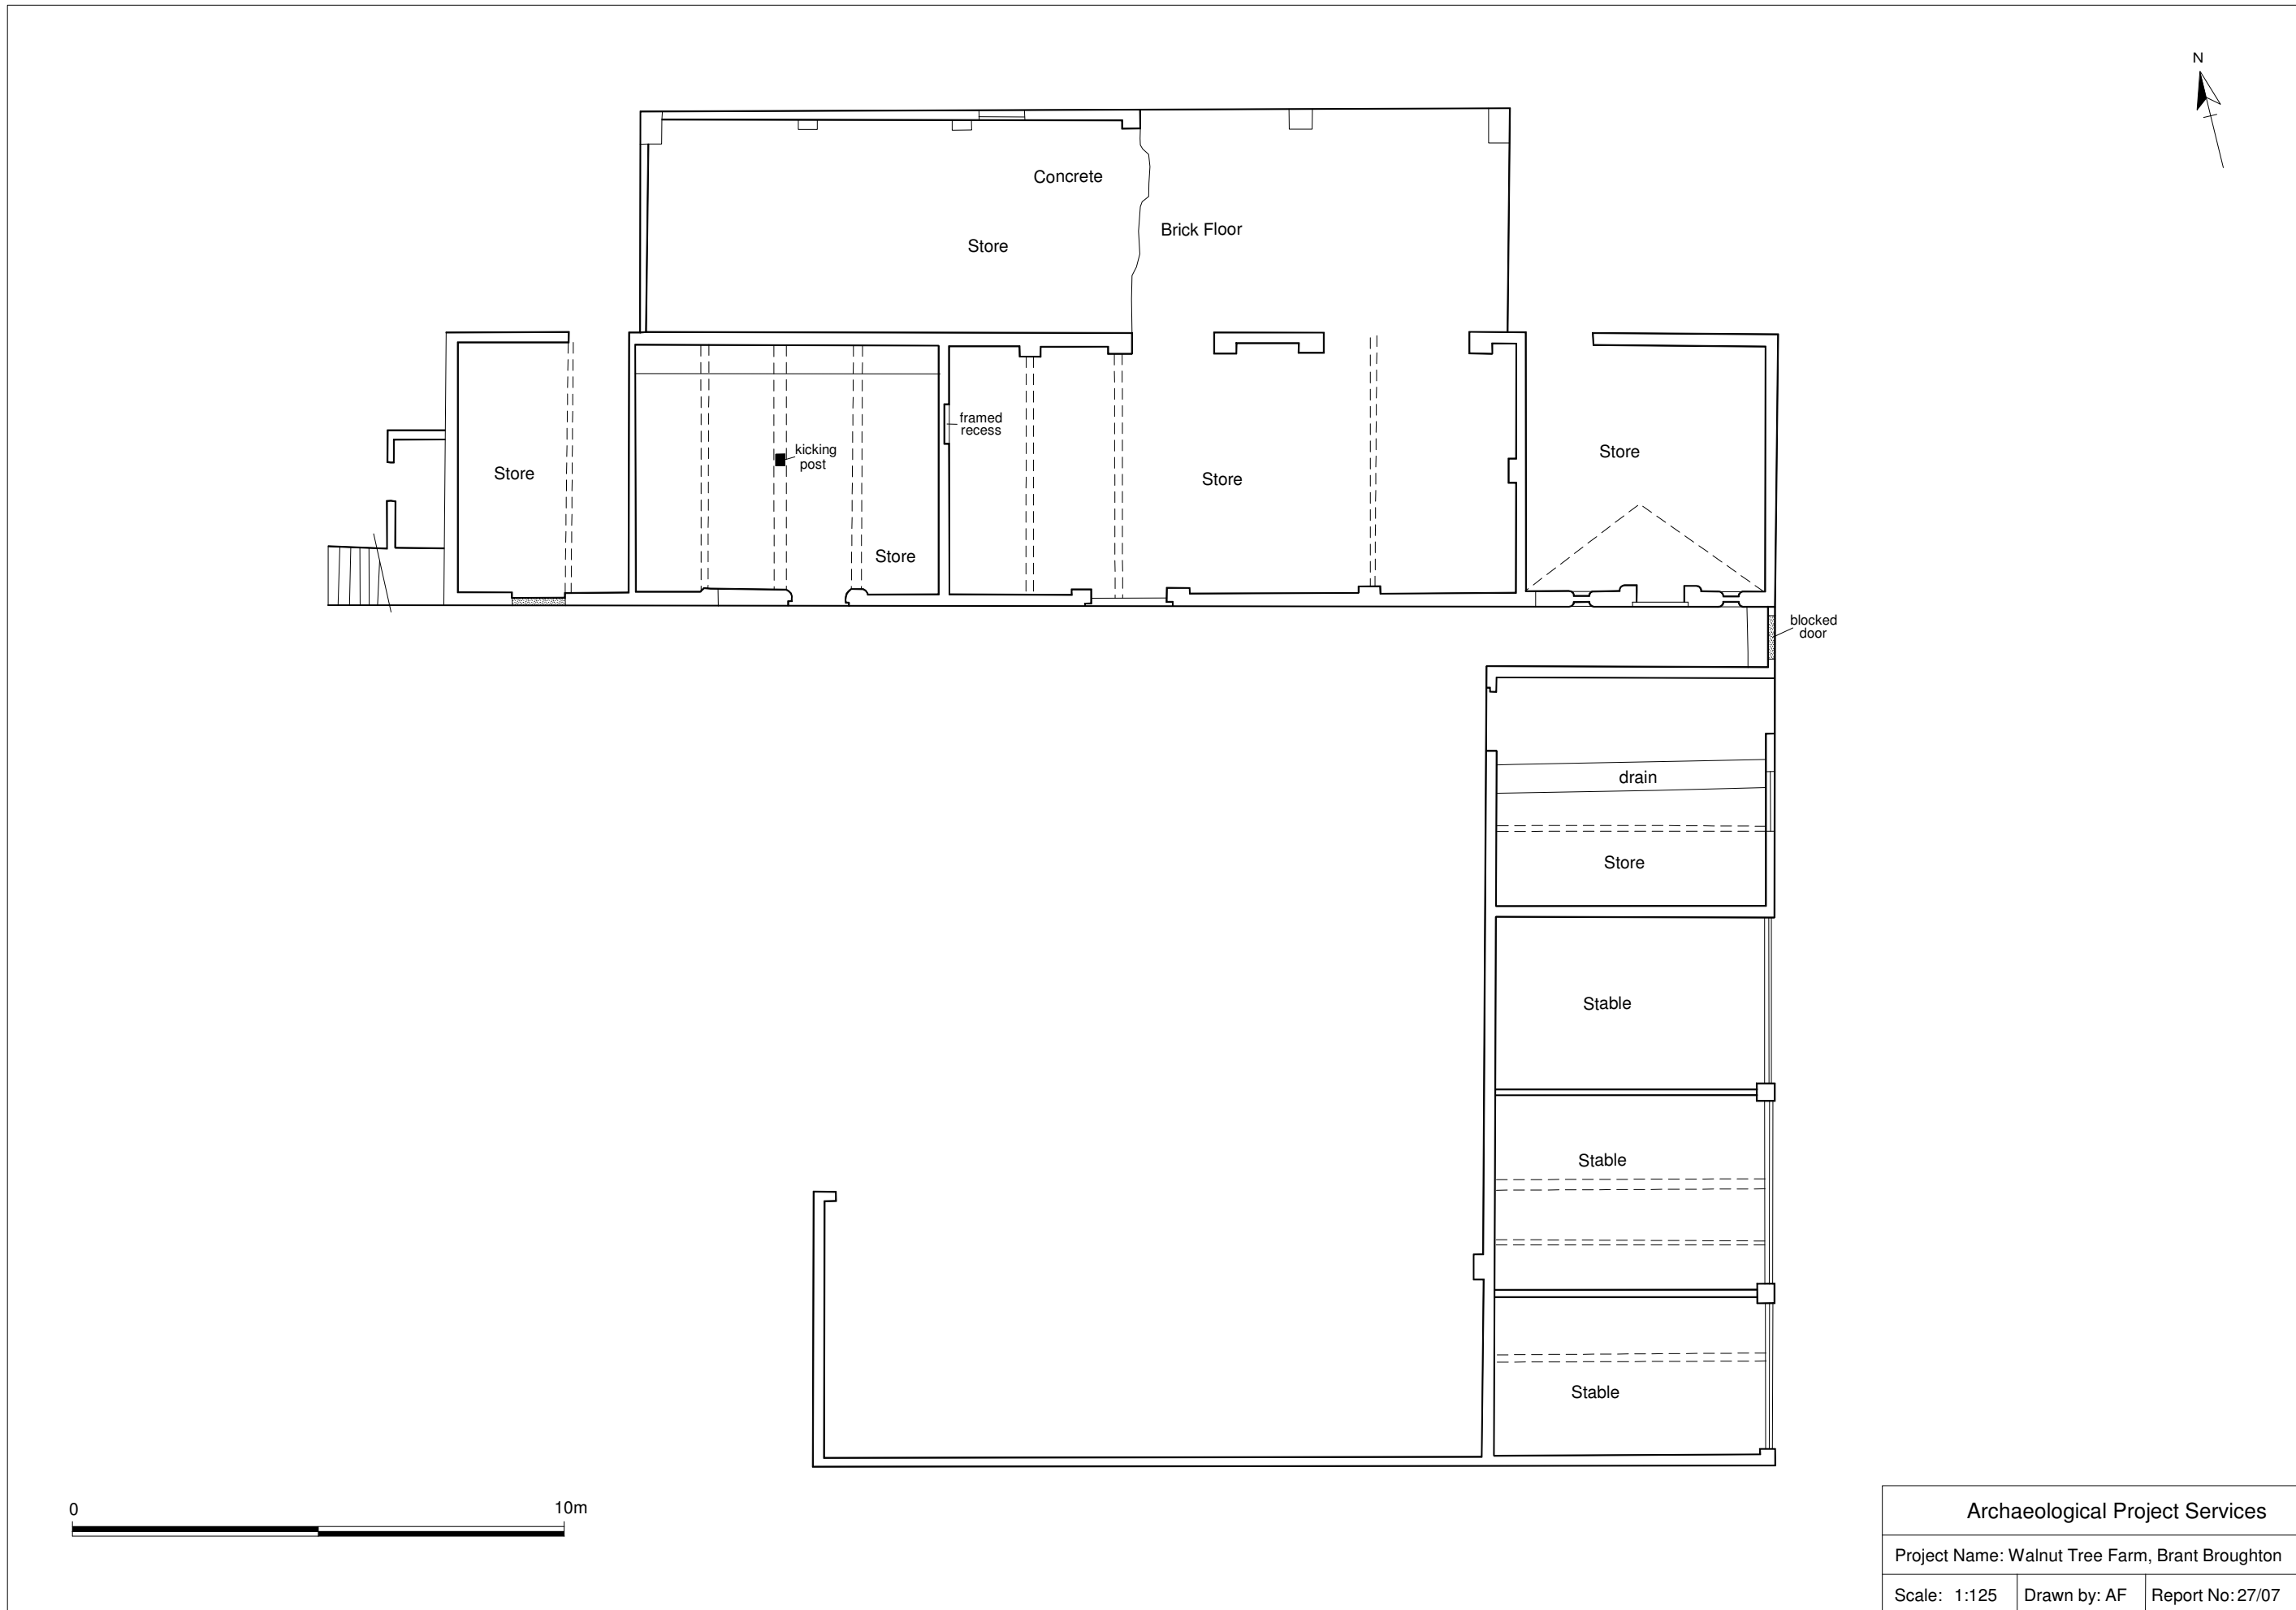 N
Concrete
Brick Floor
Store
framed
recess
kicking
post
Store
Store
Store
Store
blocked
door
drain
Store
Stable
Stable
Stable
0 10m
Archaeological Project Services
Project Name: Walnut Tree Farm, Brant Broughton
Scale: 1:125 Drawn by: AF Report No: 27/07